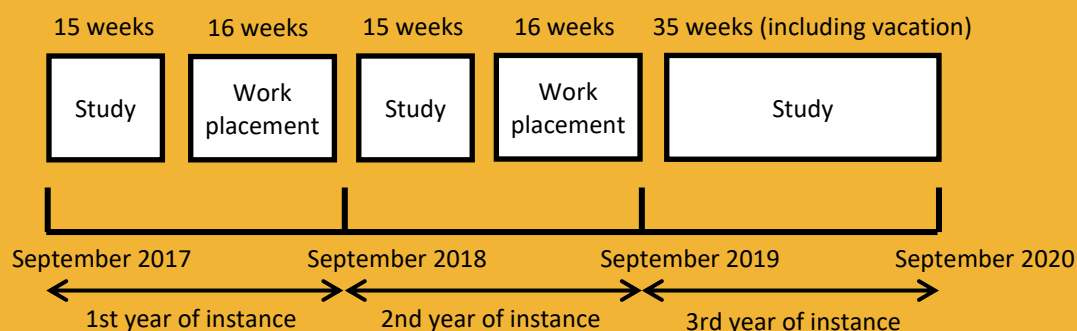 15 weeks
16 weeks
15 weeks
16 weeks
35 weeks (including vacation)
Study
Work
placement
Study
Work
placement
Study
September 2017
September 2018
September 2019
September 2020
1st year of instance
2nd year of instance
3rd year of instance